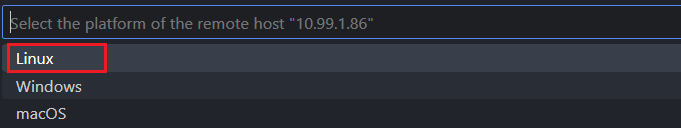 Select the platform of the remote host "10.99.1.86"
Linux
Windows
macOS